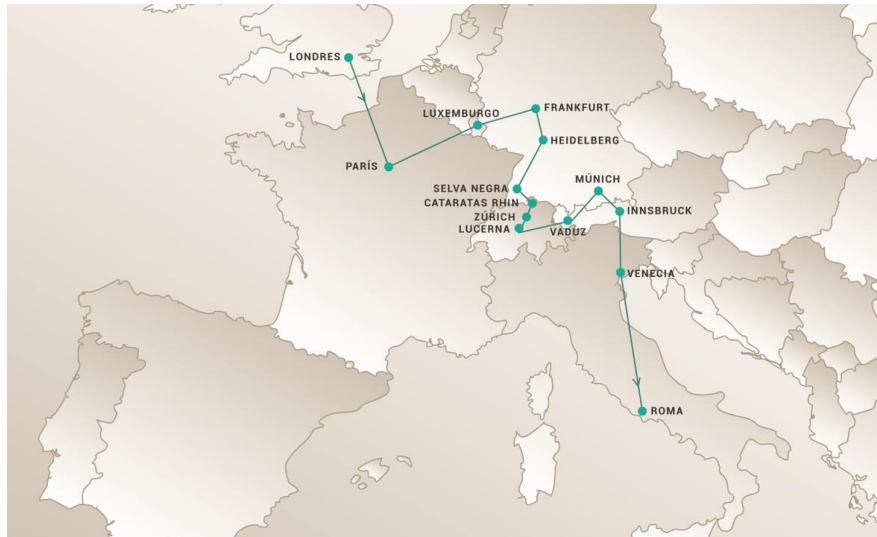 LONDRES
FRANKFURT
LUXEMBURGO
HEIDELBERG
PARÍS
MÚNICH
SELVA NEGRA
CATARATAS RHIN
INNSBRUCK
ZÚRICH
LUCERNA
VADUZ
VENECIA
ROMA